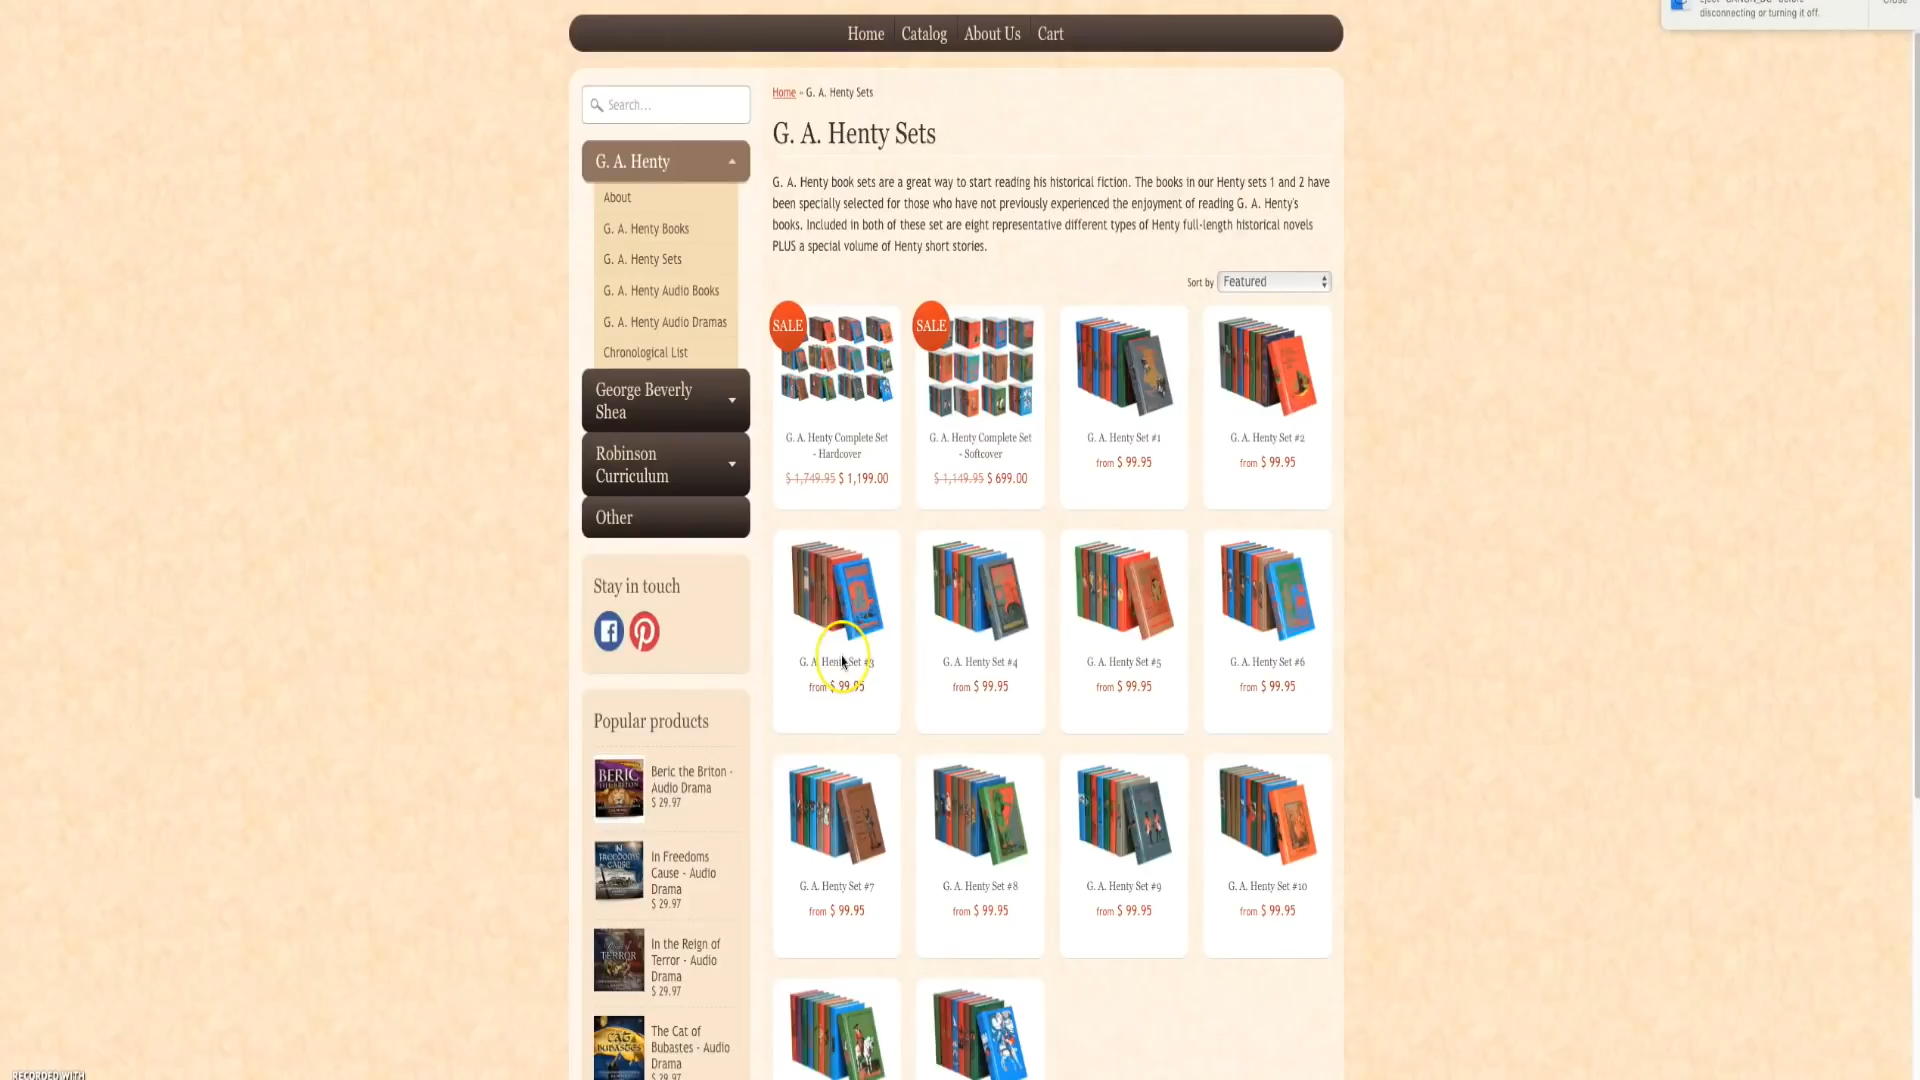 Home Catalog About Us Cart
disconnecting or turning it off.
Search...
G. A. Henty
About
G. A. Henty Books
G. A. Henty Sets
G. A. Henty Audio Books
G. A. Henty Audio Dramas
Chronological List
George Beverly
Shea
Robinson
Curriculum
Other
Stay in touch
Popular products
BERIC
Beric the Briton -
Audio Drama
$ 29.97
In Freedoms
Cause - Audio
Drama
$ 29.97
TERROR
In the Reign of
Terror - Audio
Drama
$ 29.97
CAT
BUBASTES
The Cat of
Bubastes - Audio
Drama
$ 29.97
Home » G. A. Henty Sets
G. A. Henty Sets
G. A. Henty book sets are a great way to start reading his historical fiction. The books in our Henty sets 1 and 2 have
been specially selected for those who have not previously experienced the enjoyment of reading G. A. Henty's
books. Included in both of these set are eight representative different types of Henty full-length historical novels
PLUS a special volume of Henty short stories.
Sort by Featured
SALE
G. A. Henty Complete Set
- Hardcover
$ 1,749.95 $ 1,199.00
SALE
G. A. Henty Complete Set
- Softcover
$ 1,149.95 $ 699.00
G. A. Henty Set #1
from $ 99.95
G. A. Henty Set #2
from $ 99.95
G. A. Henty Set #3
from $ 99.95
G. A. Henty Set #4
from $ 99.95
G. A. Henty Set #5
from $ 99.95
G. A. Henty Set #6
from $ 99.95
G. A. Henty Set #7
from $ 99.95
G. A. Henty Set #8
from $ 99.95
G. A. Henty Set #9
from $ 99.95
G. A. Henty Set #10
from $ 99.95
RECORDED WITH